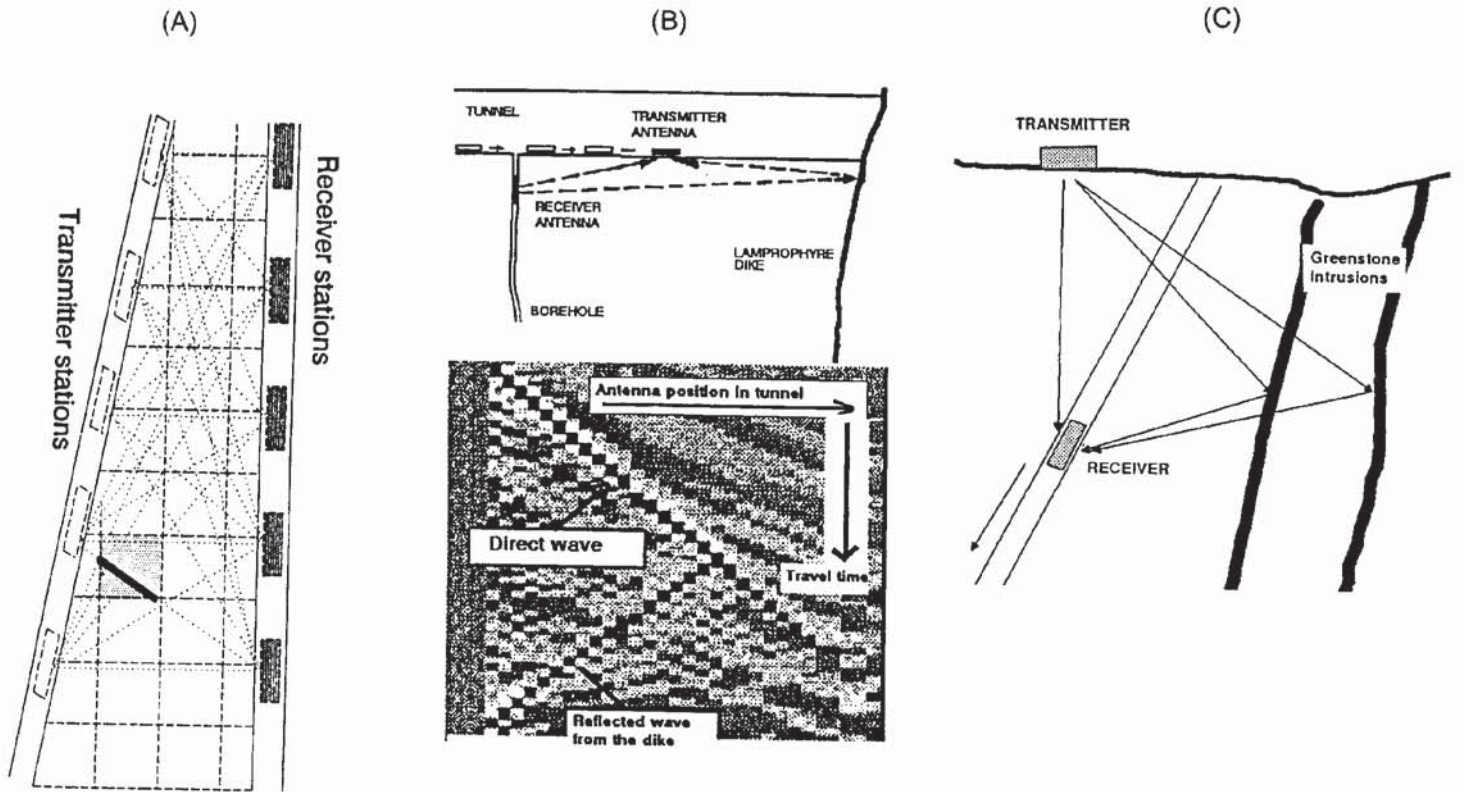 (A)
Transmitter stations
Receiver stations
(B)
TUNNEL
TRANSMITTER
ANTENNA
RECEIVER
ANTENNA
LAMPROPHYRE
DIKE
BOREHOLE
Antenna position in tunnel
Direct wave
Travel time
Reflected wave
from the dike
(C)
TRANSMITTER
Greenstone
Intrusions
RECEIVER